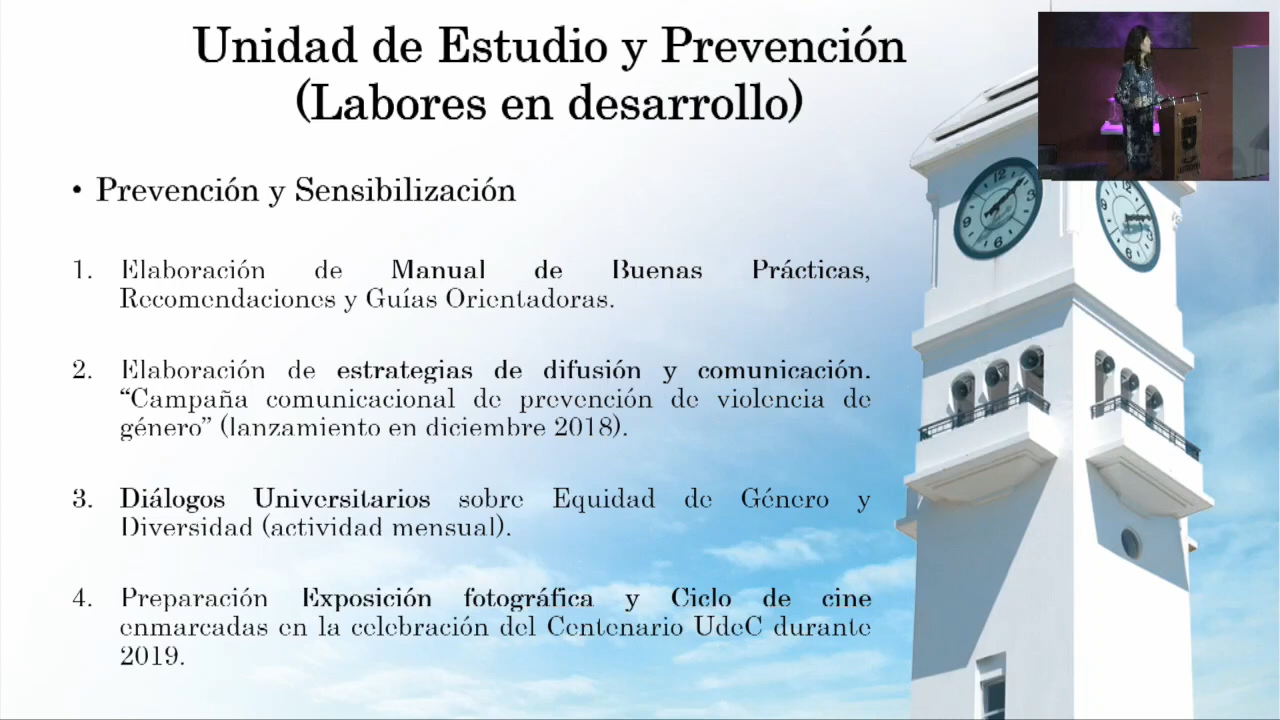 Unidad de Estudio y Prevención
(Labores en desarrollo)
• Prevención y Sensibilización
1. Elaboración de Manual de Buenas Prácticas,
Recomendaciones y Guías Orientadoras.
2. Elaboración de estrategias de difusión y comunicación.
“Campaña comunicacional de prevención de violencia de
género” (lanzamiento en diciembre 2018).
3. Diálogos Universitarios sobre Equidad de Género y
Diversidad (actividad mensual).
4. Preparación Exposición fotográfica y Ciclo de cine
enmarcadas en la celebración del Centenario UdeC durante
2019.
12
6